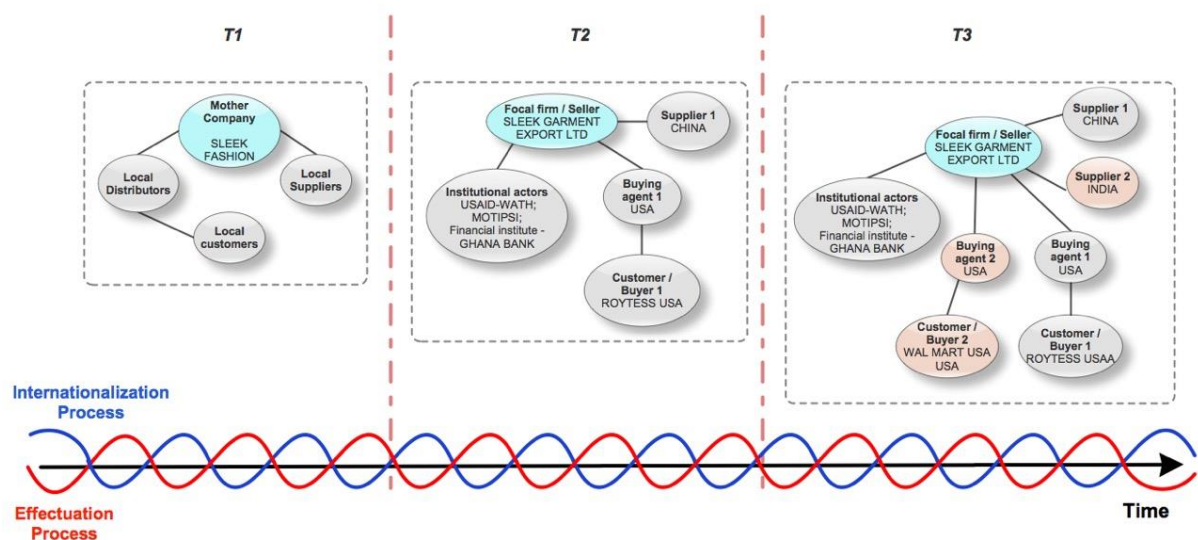 T1
Mother
Company
SLEEK
FASHION
Local
Distributors
Local
Suppliers
Local
customers
T2
Focal firm / Seller
SLEEK GARMENT
EXPORT LTD
Supplier 1
CHINA
Institutional actors
USAID-WATH;
MOTIPSI;
Financial institute -
GHANA BANK
Buying
agent 1
USA
Customer /
Buyer 1
ROYTESS USA
T3
Focal firm / Seller
SLEEK GARMENT
EXPORT LTD
Supplier 1
CHINA
Supplier 2
INDIA
Institutional actors
USAID-WATH;
MOTIPSI;
Financial institute -
GHANA BANK
Buying
agent 2
USA
Buying
agent 1
USA
Customer /
Buyer 2
WAL MART USA
USA
Customer /
Buyer 1
ROYTESS USAA
Internationalization
Process
Effectuation
Process
Time